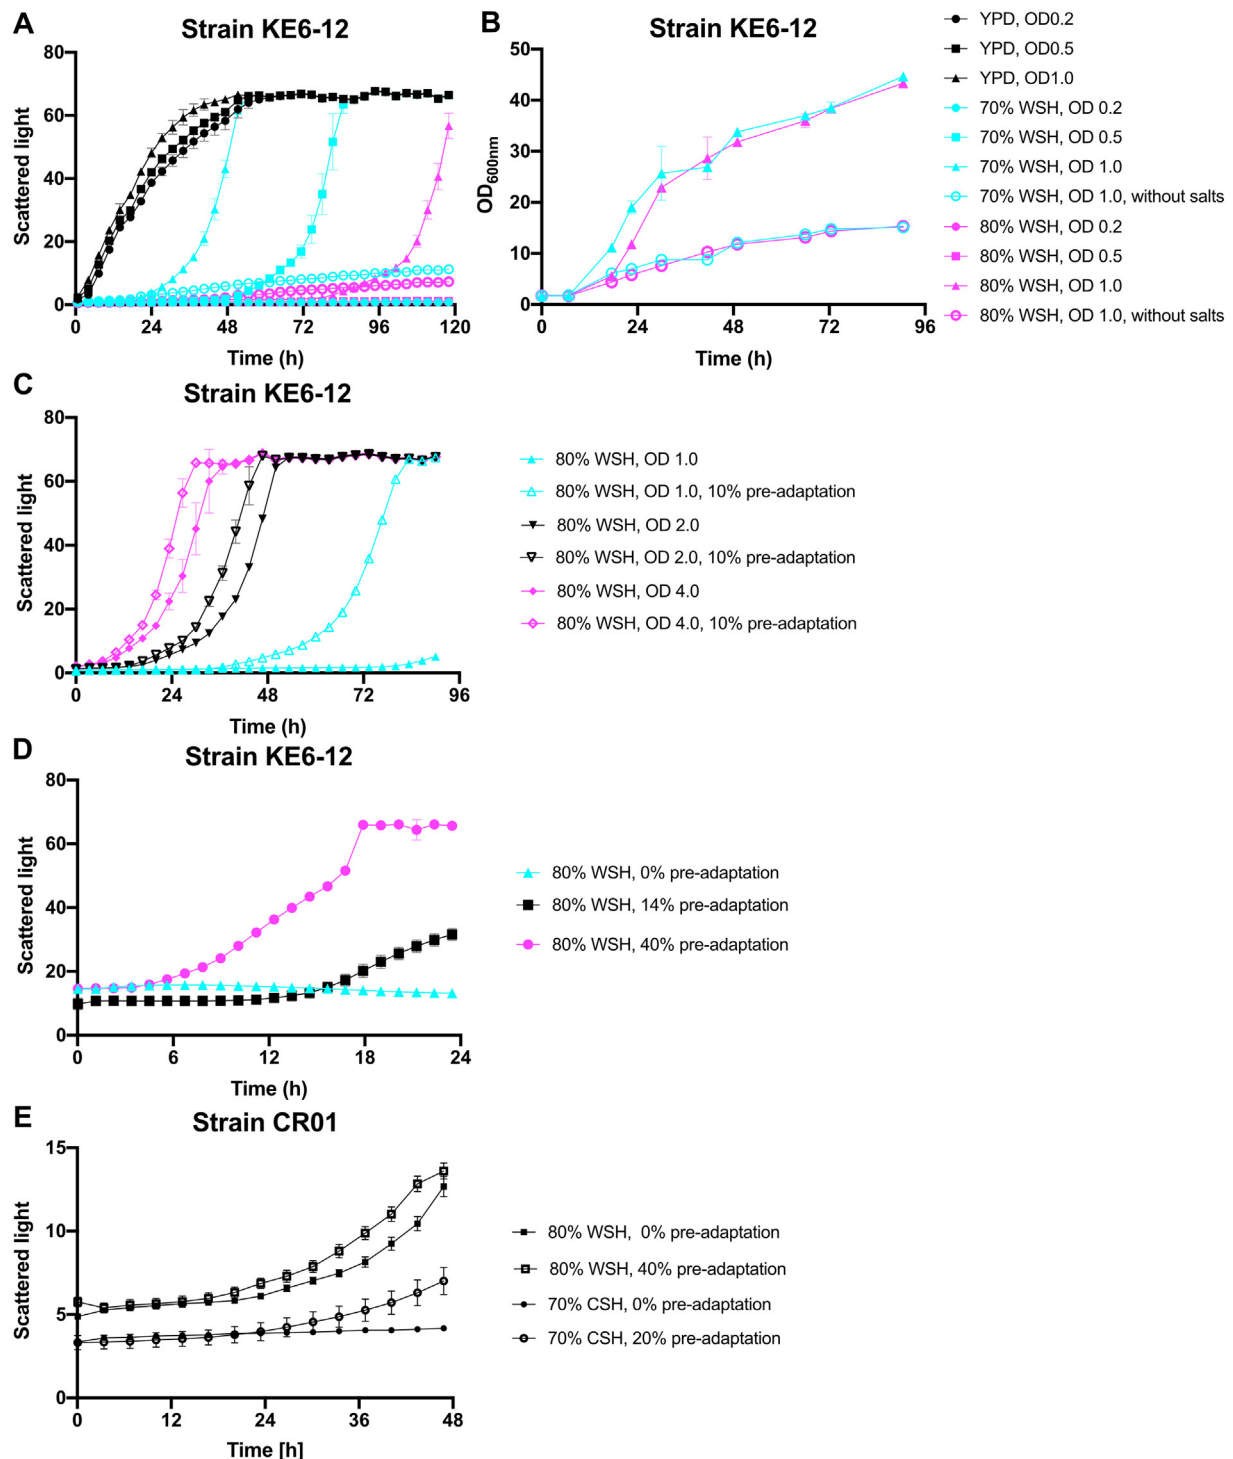 A
Strain KE6-12
80
60
40
20
0
Scattered light
0 24 48 72 96 120
Time (h)
B
Strain KE6-12
50
40
30
20
10
0
OD600nm
0 24 48 72 96
Time (h)
YPD, OD0.2
YPD, OD0.5
YPD, OD1.0
70% WSH, OD 0.2
70% WSH, OD 0.5
70% WSH, OD 1.0
70% WSH, OD 1.0, without salts
80% WSH, OD 0.2
80% WSH, OD 0.5
80% WSH, OD 1.0
80% WSH, OD 1.0, without salts
C
Strain KE6-12
80
60
40
20
0
Scattered light
0 24 48 72 96
Time (h)
80% WSH, OD 1.0
80% WSH, OD 1.0, 10% pre-adaptation
80% WSH, OD 2.0
80% WSH, OD 2.0, 10% pre-adaptation
80% WSH, OD 4.0
80% WSH, OD 4.0, 10% pre-adaptation
D
Strain KE6-12
80
60
40
20
0
Scattered light
0 6 12 18 24
Time (h)
80% WSH, 0% pre-adaptation
80% WSH, 14% pre-adaptation
80% WSH, 40% pre-adaptation
E
Strain CR01
15
10
5
0
Scattered light
0 12 24 36 48
Time [h]
80% WSH, 0% pre-adaptation
80% WSH, 40% pre-adaptation
70% CSH, 0% pre-adaptation
70% CSH, 20% pre-adaptation